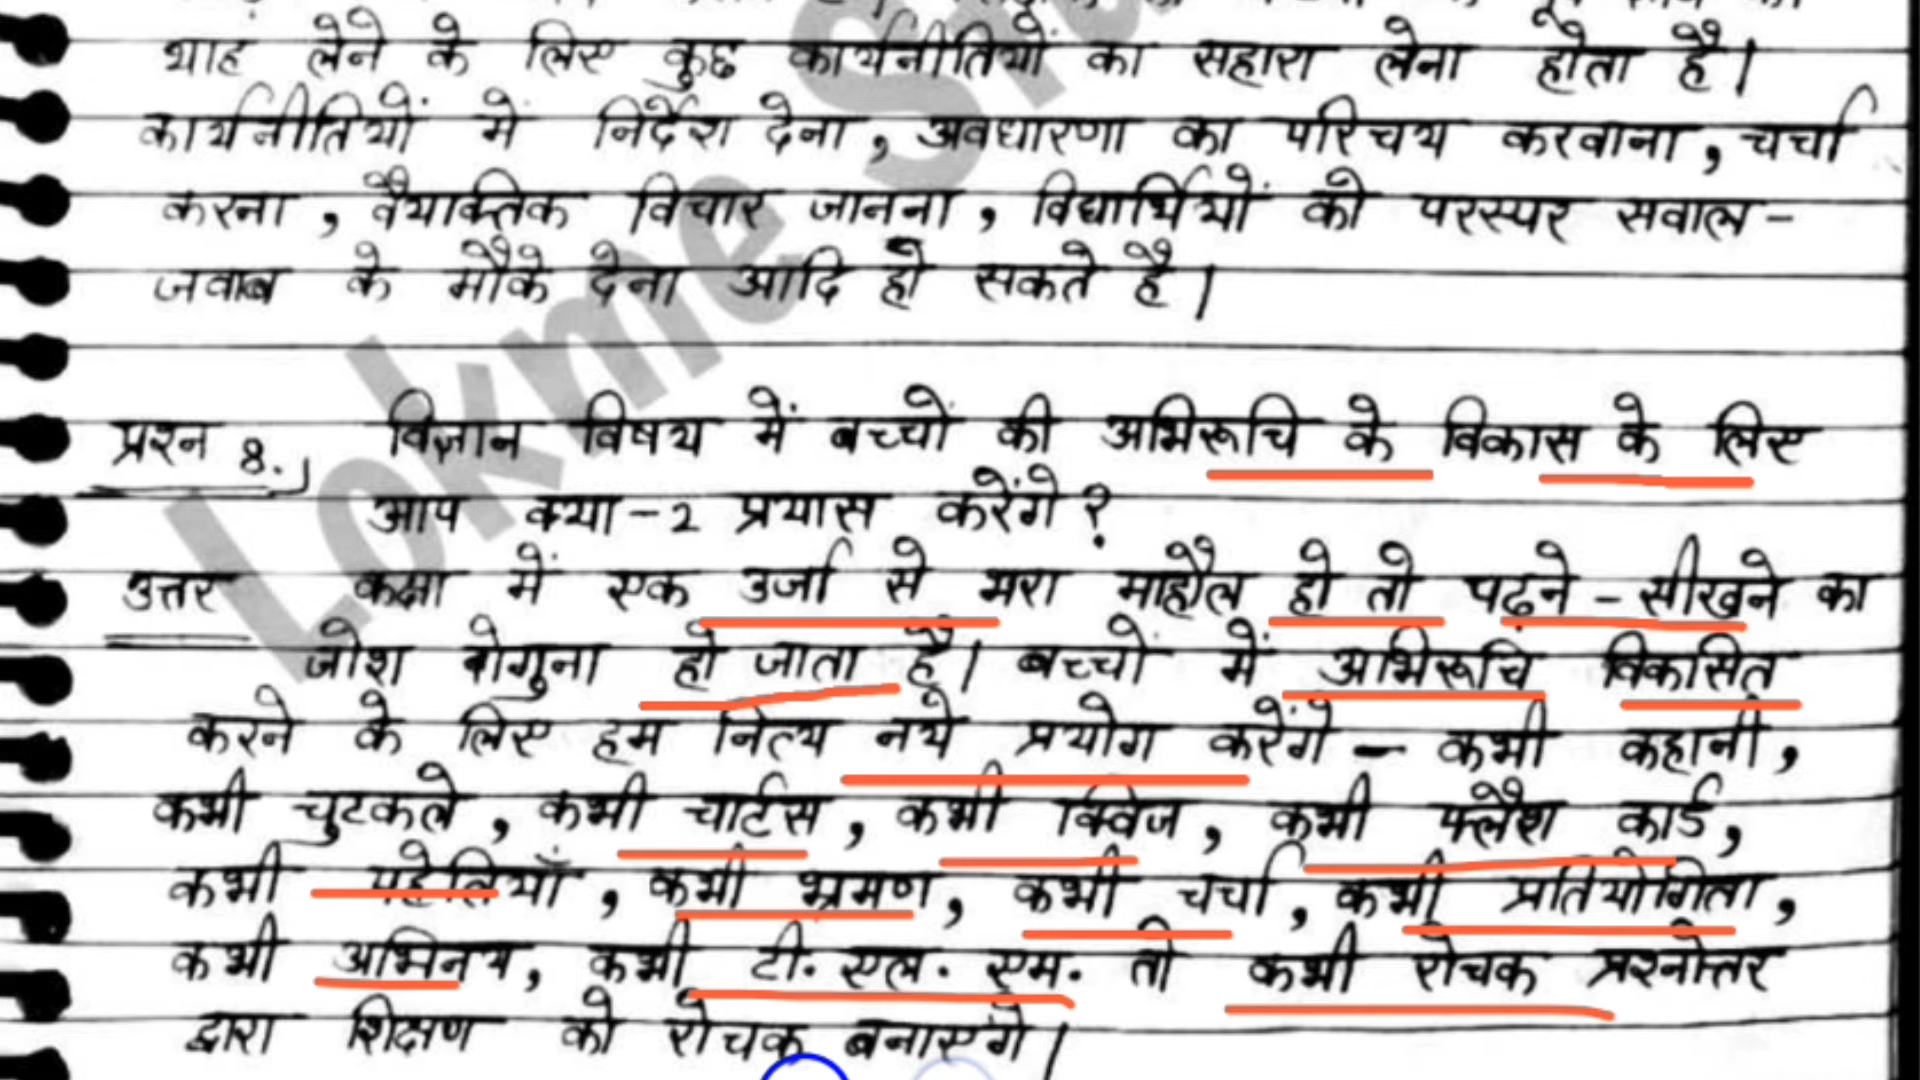 थाह लेने के लिए कुछ कार्यनीतियों का सहारा लेना होता है।
कार्यनीतियों में निर्देश देना, अवधारणा का परिचय करवाना, चर्चा
करना, वैयाक्तिक विचार जानना, विद्यार्थियों को परस्पर सवाल-
जवाब के मौके देना आदि हो सकते है।
प्रश्न 8. विज्ञान विषय में बच्चों की अभिरूचि के विकास के लिए
आप क्या-2 प्रयास करेंगे?
उत्तर कक्षा में एक उर्जा से भरा माहौल हो तो पढ़ने-सीखने का
जोश दोगुना हो जाता है। बच्चों में अभिरूचि विकसित
करने के लिए हम नित्य नये प्रयोग करेंगे - कभी कहानी,
कभी चुटकले, कभी चार्टस, कभी क्विज, कभी फ्लैश कार्ड,
कभी पहेलियाँ, कभी भ्रमण, कभी चर्चा, कभी प्रतियोगिता,
कभी अभिनय, कभी टी. एल. एम. तो कभी रोचक प्रश्नोत्तर
द्वारा शिक्षण को रोचक बनाएंगे।
Lokme